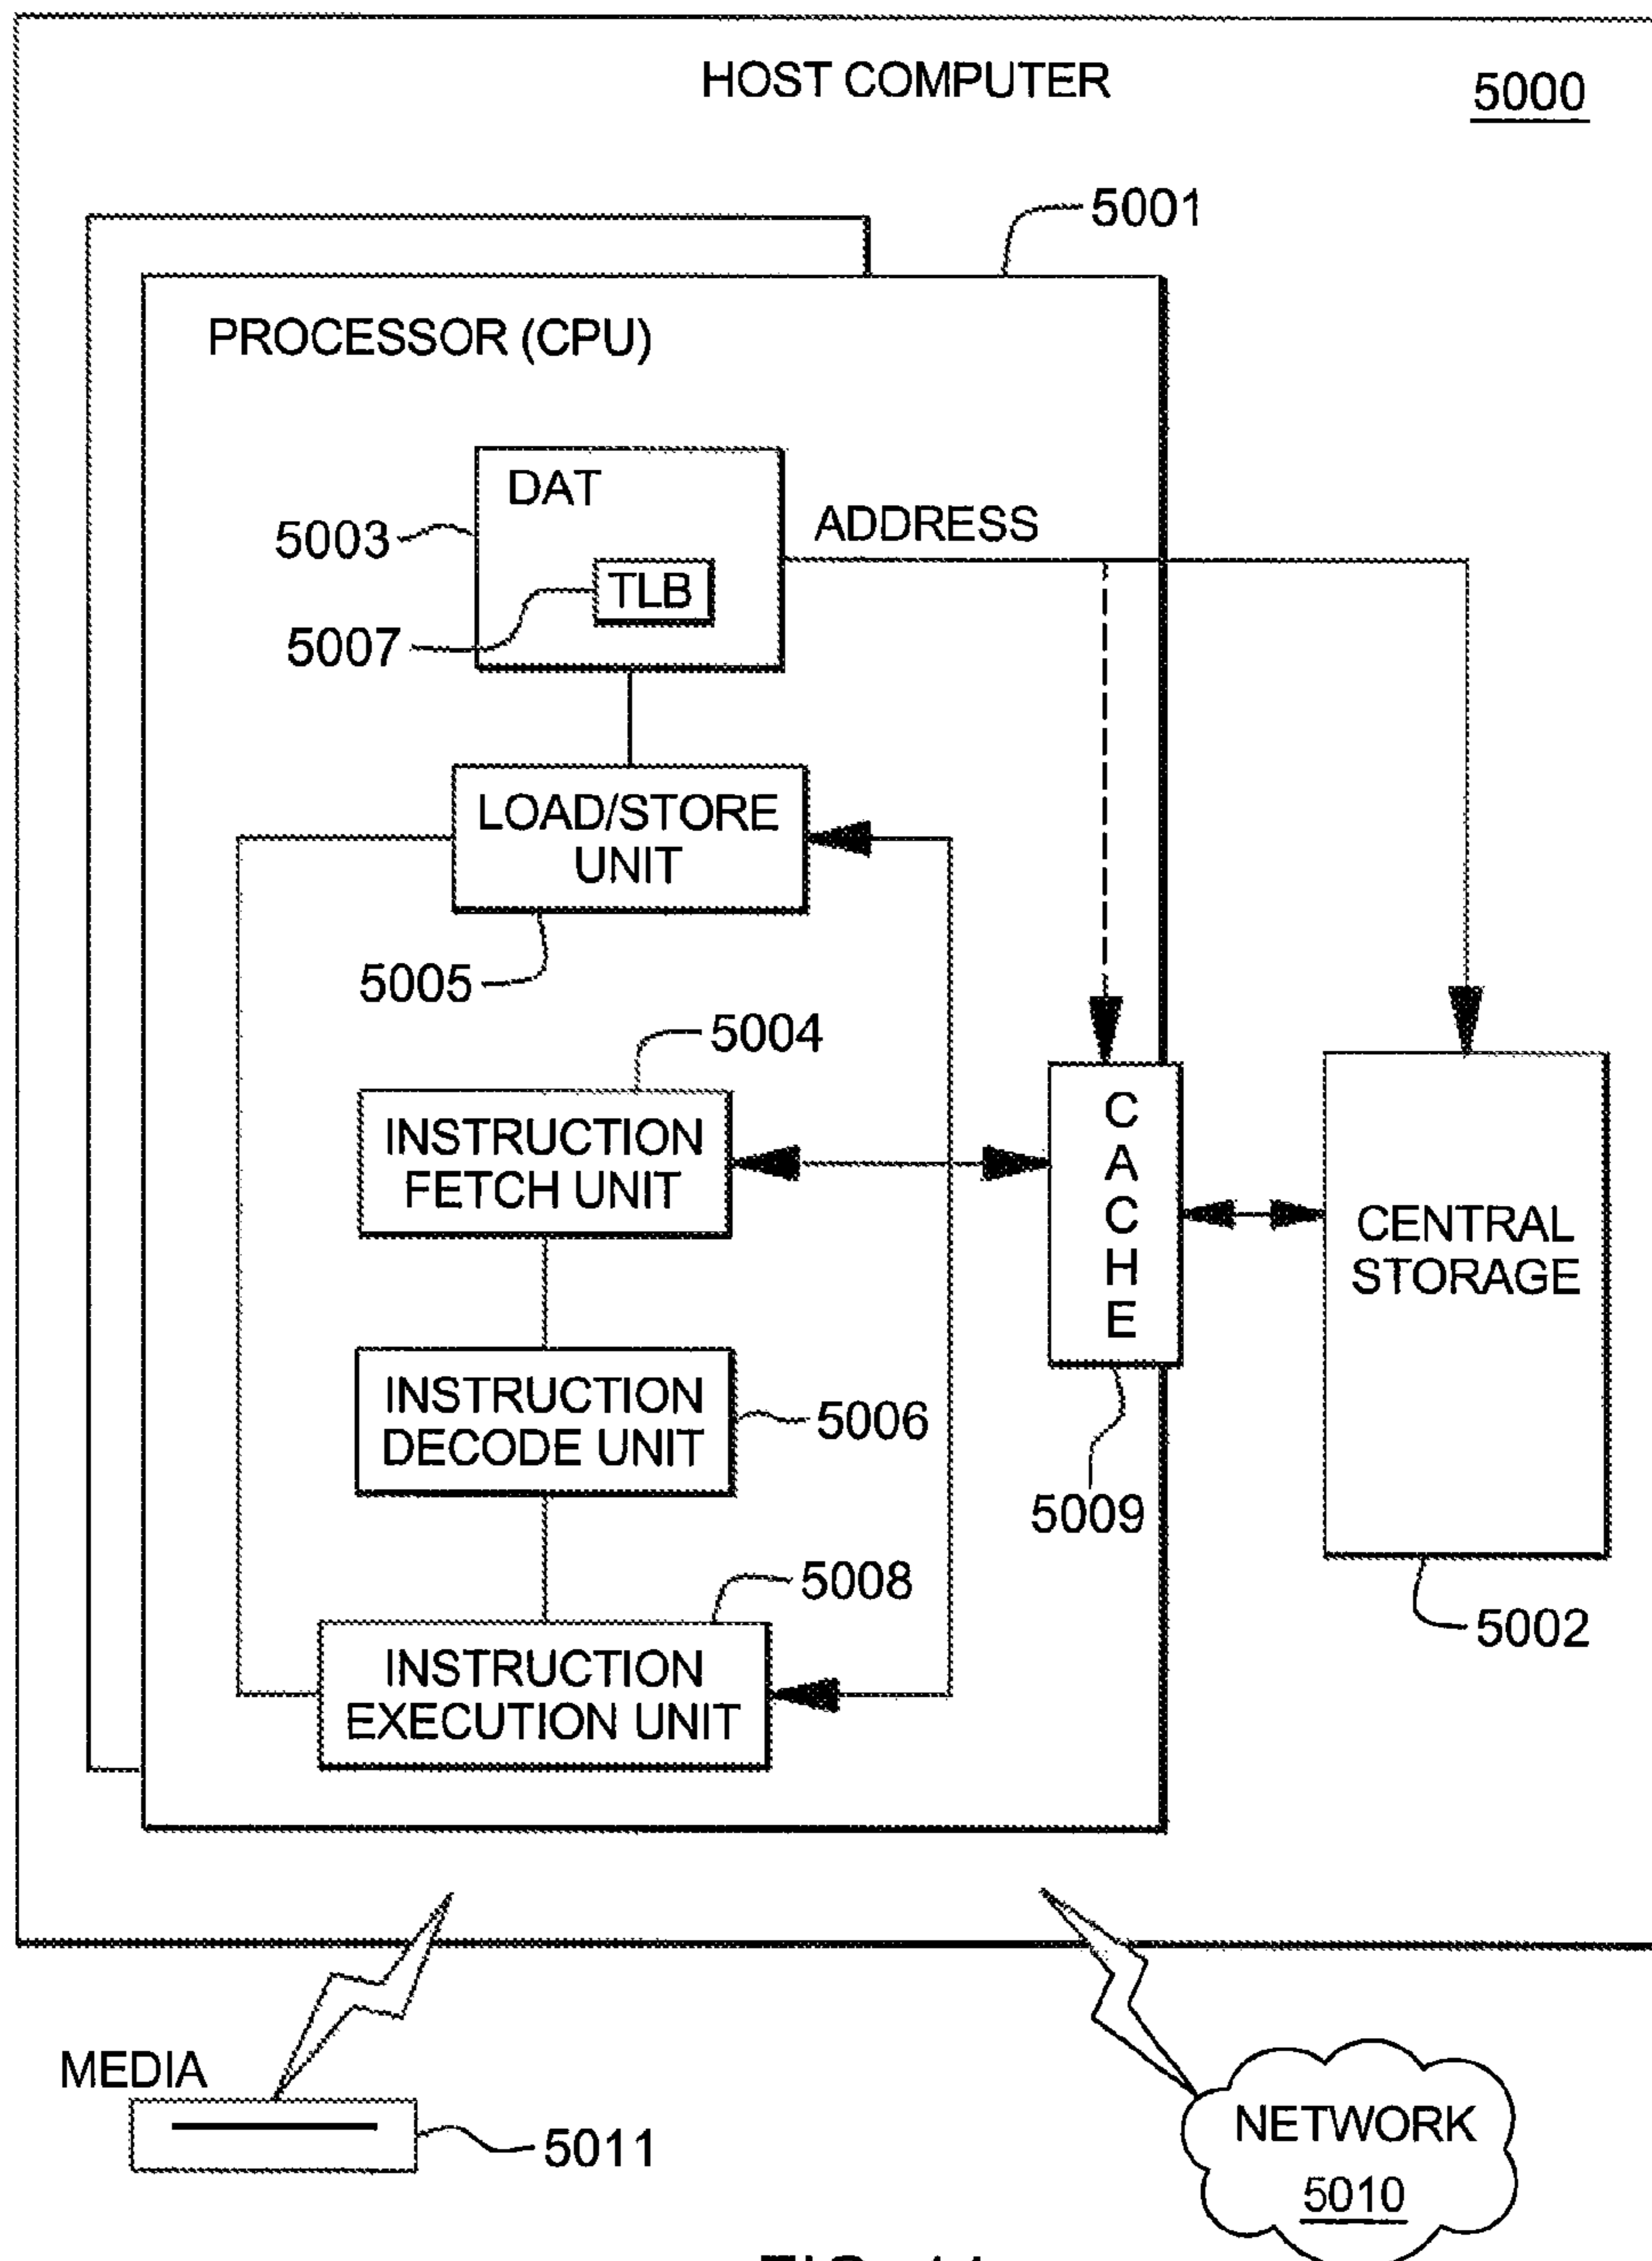 HOST COMPUTER
5000
5001
PROCESSOR (CPU)
DAT
ADDRESS
5003
TLB
5007
LOAD/STORE
UNIT
5005
5004
INSTRUCTION
FETCH UNIT
CACHE
CENTRAL
STORAGE
INSTRUCTION
DECODE UNIT
5006
5009
5008
5002
INSTRUCTION
EXECUTION UNIT
MEDIA
5011
NETWORK
5010